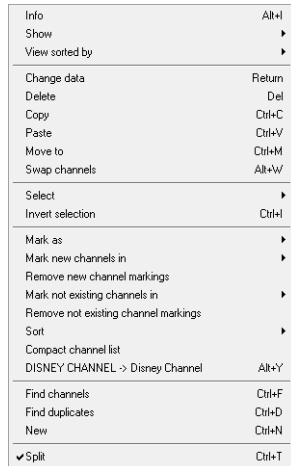 Info Alt+I
Show
View sorted by
Change data Return
Delete Del
Copy Ctrl+C
Paste Ctrl+V
Move to Ctrl+M
Swap channels Alt+W
Select
Invert selection Ctrl+I
Mark as
Mark new channels in
Remove new channel markings
Mark not existing channels in
Remove not existing channel markings
Sort
Compact channel list
DISNEY CHANNEL -> Disney Channel Alt+Y
Find channels Ctrl+F
Find duplicates Ctrl+D
New Ctrl+N
Split Ctrl+T